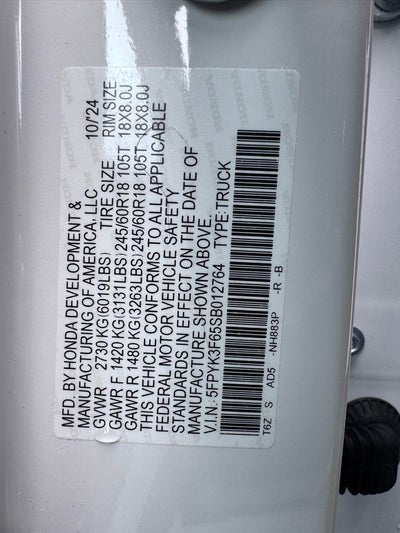 MFD. BY HONDA DEVELOPMENT &
MANUFACTURING OF AMERICA, LLC 10/'24
GVWR 2730 KG(6019LBS) TIRE SIZE RIM SIZE
GAWR F 1420 KG(3131LBS) 245/60R18 105T 18X8.0J
GAWR R 1480 KG(3263LBS) 245/60R18 105T 18X8.0J
THIS VEHICLE CONFORMS TO ALL APPLICABLE
FEDERAL MOTOR VEHICLE SAFETY
STANDARDS IN EFFECT ON THE DATE OF
MANUFACTURE SHOWN ABOVE.
V.I.N.: 5FPYK3F65SB012764 TYPE: TRUCK
T6Z S AD5 -NH883P -R -B